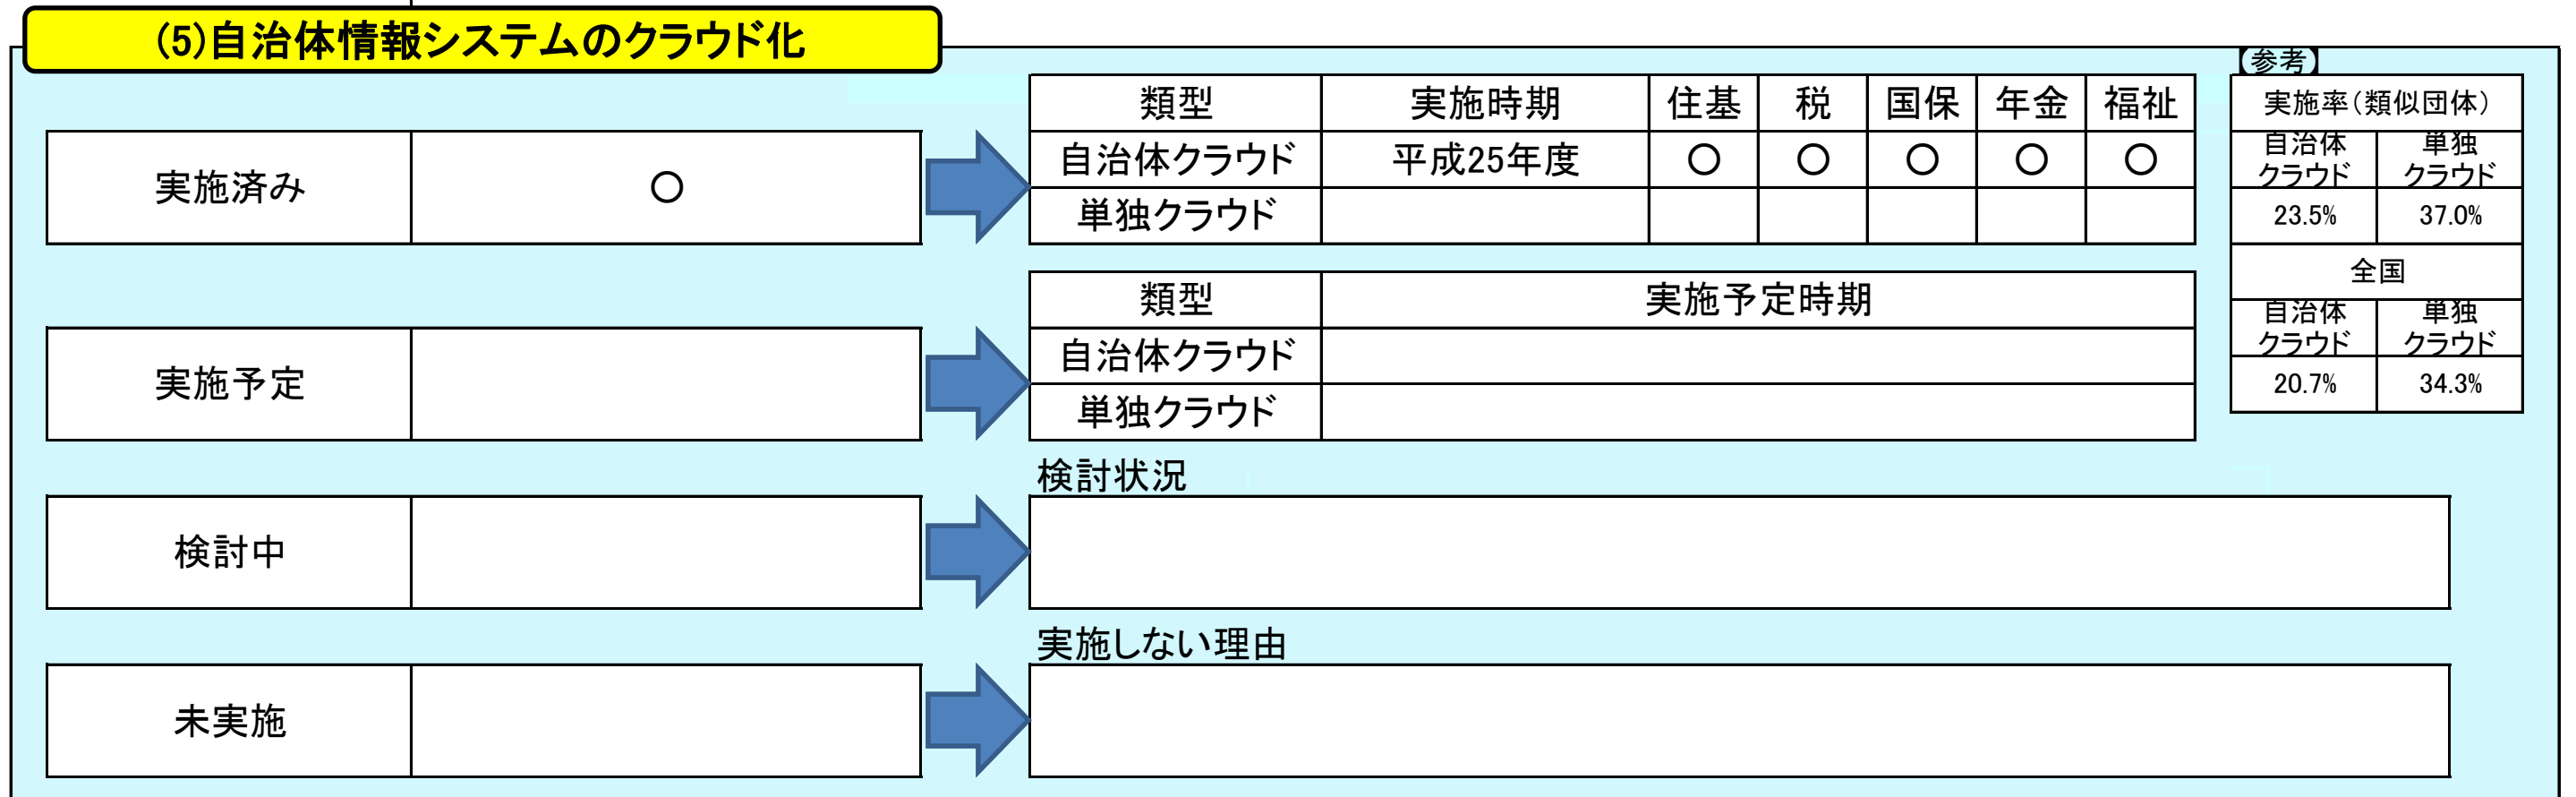 (5)自治体情報システムのクラウド化
【参考】
類型 実施時期 住基 税 国保 年金 福祉
実施率(類似団体)
実施済み ○
自治体クラウド 平成25年度 ○ ○ ○ ○ ○
単独クラウド
自治体 単独
クラウド クラウド
23.5% 37.0%
全国
自治体 単独
クラウド クラウド
20.7% 34.3%
類型 実施予定時期
実施予定
自治体クラウド
単独クラウド
検討状況
検討中
実施しない理由
未実施